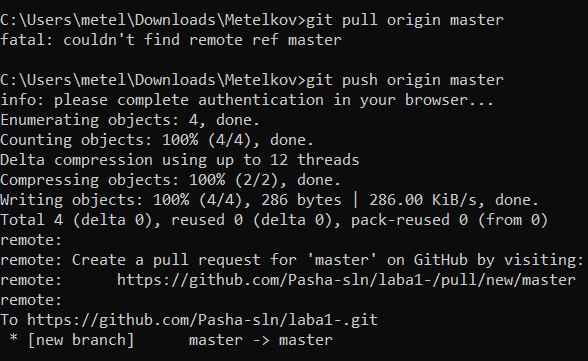 C:\Users\metel\Downloads\Metelkov>git pull origin master
fatal: couldn't find remote ref master
C:\Users\metel\Downloads\Metelkov>git push origin master
info: please complete authentication in your browser...
Enumerating objects: 4, done.
Counting objects: 100% (4/4), done.
Delta compression using up to 12 threads
Compressing objects: 100% (2/2), done.
Writing objects: 100% (4/4), 286 bytes | 286.00 KiB/s, done.
Total 4 (delta 0), reused 0 (delta 0), pack-reused 0 (from 0)
remote:
remote: Create a pull request for 'master' on GitHub by visiting:
remote:      https://github.com/Pasha-sln/laba1-/pull/new/master
remote:
To https://github.com/Pasha-sln/laba1-.git
 * [new branch]      master -> master